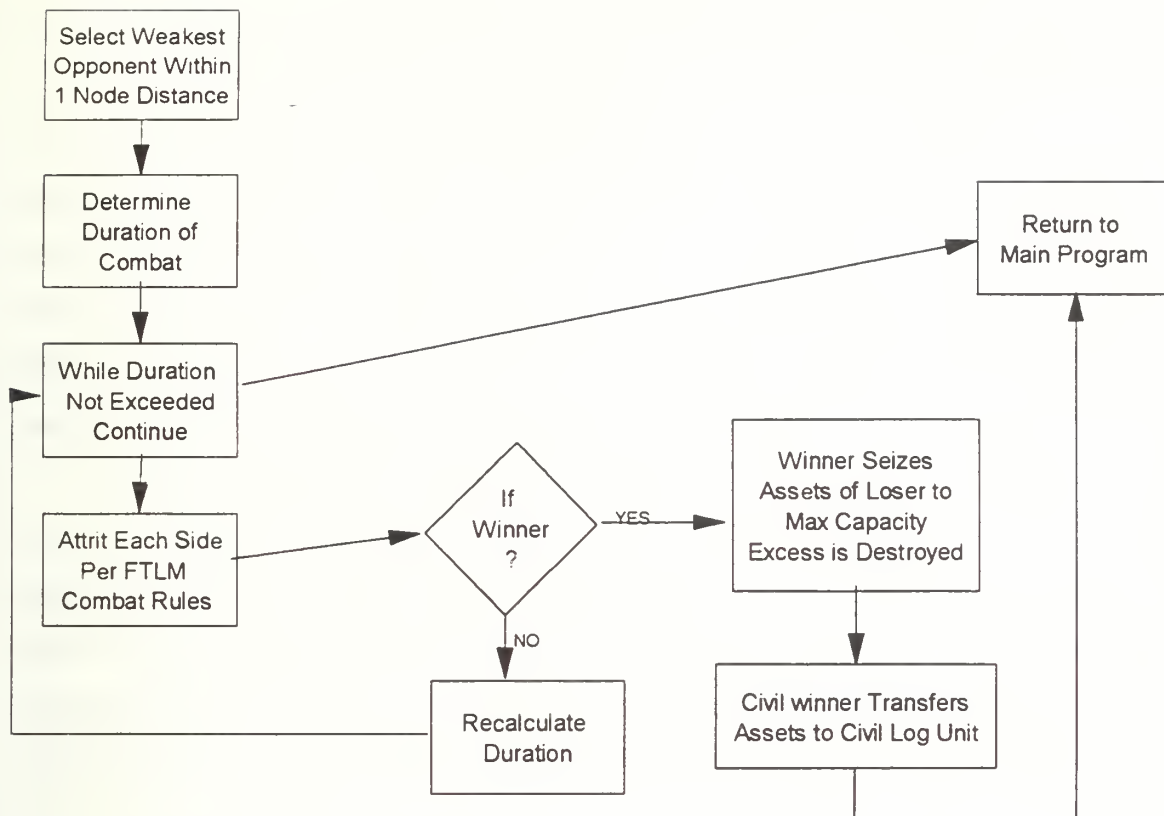 Select Weakest
Opponent Within
1 Node Distance
Determine
Duration of
Combat
While Duration
Not Exceeded
Continue
Attrit Each Side
Per FTLM
Combat Rules
If
Winner
?
YES
NO
Recalculate
Duration
Winner Seizes
Assets of Loser to
Max Capacity
Excess is Destroyed
Civil winner Transfers
Assets to Civil Log Unit
Return to
Main Program